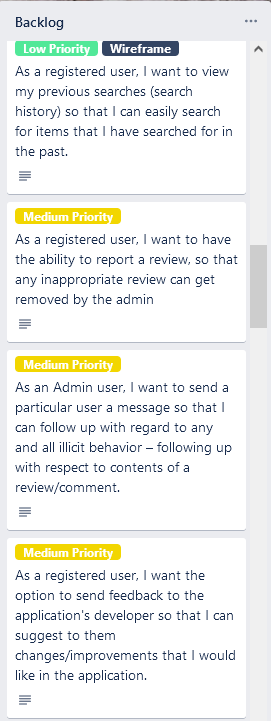 Backlog
Low Priority Wireframe
As a registered user, I want to view
my previous searches (search
history) so that I can easily search
for items that I have searched for in
the past.
Medium Priority
As a registered user, I want to have
the ability to report a review, so that
any inappropriate review can get
removed by the admin
Medium Priority
As an Admin user, I want to send a
particular user a message so that I
can follow up with regard to any
and all illicit behavior – following up
with respect to contents of a
review/comment.
Medium Priority
As a registered user, I want the
option to send feedback to the
application's developer so that I can
suggest to them
changes/improvements that I would
like in the application.